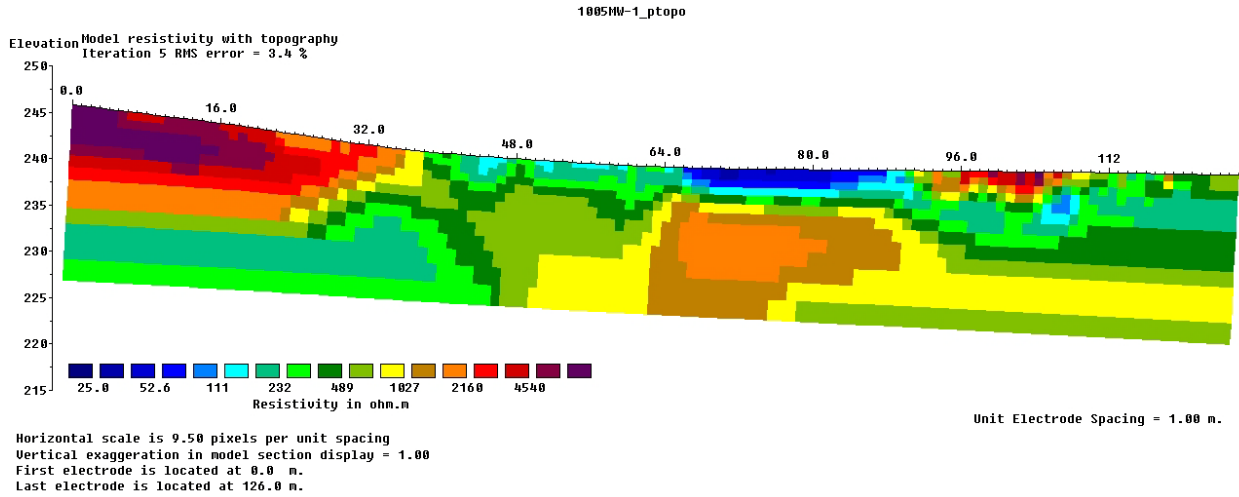 1005MW-1_ptopo
Elevation Model resistivity with topography
Iteration 5 RMS error = 3.4 %
250
0.0
245
16.0
32.0
240
48.0
64.0
80.0
96.0
112
235
230
225
220
215
25.0 52.6 111 232 489 1027 2160 4540
Resistivity in ohm.m
Unit Electrode Spacing = 1.00 m.
Horizontal scale is 9.50 pixels per unit spacing
Vertical exaggeration in model section display = 1.00
First electrode is located at 0.0 m.
Last electrode is located at 126.0 m.